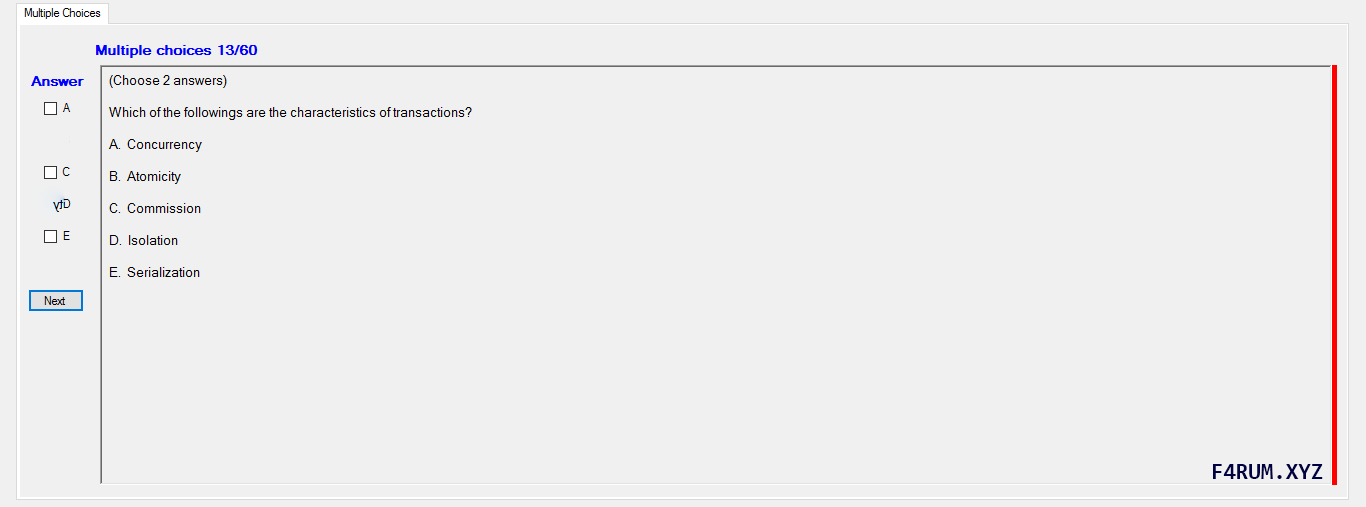 Multiple Choices
Multiple choices 13/60
Answer
(Choose 2 answers)
A
Which of the followings are the characteristics of transactions?
A. Concurrency
C
B. Atomicity
D
C. Commission
E
D. Isolation
E. Serialization
Next
F4RUM.XYZ